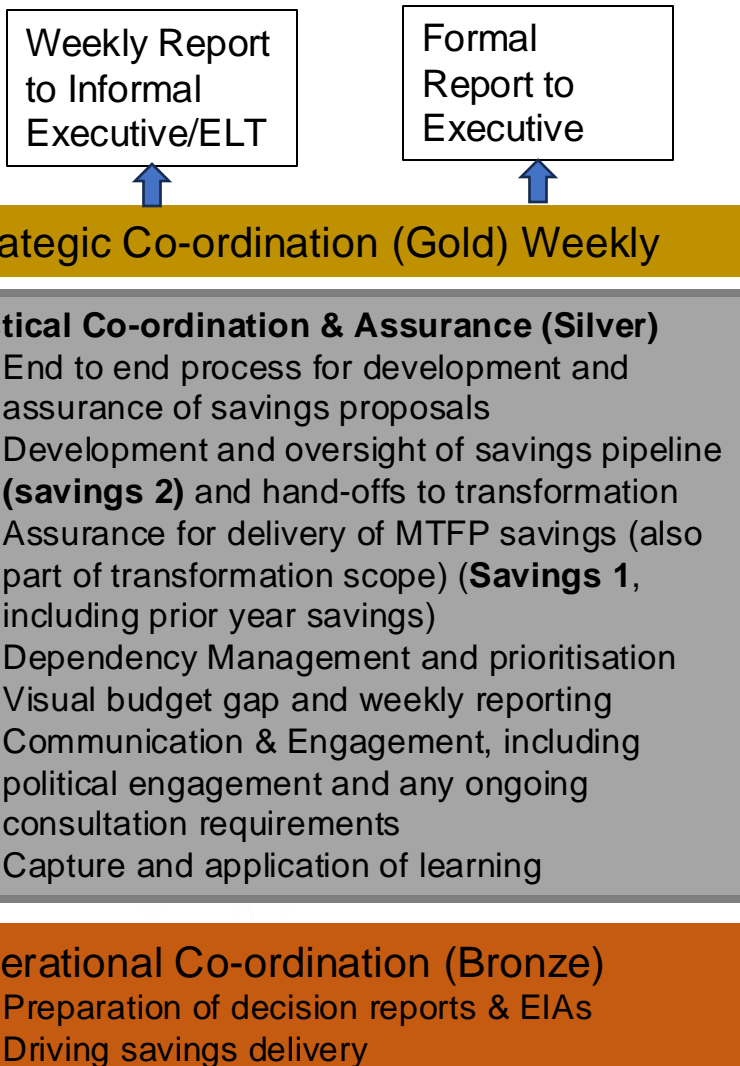 Weekly Report
to Informal
Executive/ELT
Formal
Report to
Executive
ategic Co-ordination (Gold) Weekly
tical Co-ordination & Assurance (Silver)
End to end process for development and
assurance of savings proposals
Development and oversight of savings pipeline
(savings 2) and hand-offs to transformation
Assurance for delivery of MTFP savings (also
part of transformation scope) (Savings 1,
including prior year savings)
Dependency Management and prioritisation
Visual budget gap and weekly reporting
Communication & Engagement, including
political engagement and any ongoing
consultation requirements
Capture and application of learning
erational Co-ordination (Bronze)
Preparation of decision reports & EIAs
Driving savings delivery